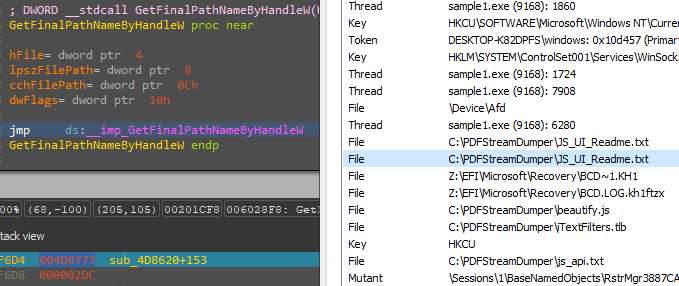 ; DWORD __stdcall GetFinalPathNameByHandleW(
GetFinalPathNameByHandleW proc near
hFile= dword ptr 4
lpszFilePath= dword ptr 8
cchFilePath= dword ptr 0Ch
dwFlags= dword ptr 10h
jmp ds:__imp_GetFinalPathNameByHandleW
GetFinalPathNameByHandleW endp
00% (68,-100) (205,105) 00201CF8 006028F8: Get
tack view
F6D4 004D8773 sub_4D8620+153
F6D8 000002DC
Thread sample1.exe (9168): 1860
Key HKCU\SOFTWARE\Microsoft\Windows NT\Curre
Token DESKTOP-K82DPFS\windows: 0x10d457 (Primar
Key HKLM\SYSTEM\ControlSet001\Services\WinSock
Thread sample1.exe (9168): 1724
Thread sample1.exe (9168): 7908
File \Device\Afd
Thread sample1.exe (9168): 6280
File C:\PDFStreamDumper\JS_UI_Readme.txt
File C:\PDFStreamDumper\JS_UI_Readme.txt
File Z:\EFI\Microsoft\Recovery\BCD~1.KH1
File Z:\EFI\Microsoft\Recovery\BCD.LOG.kh1ftzx
File C:\PDFStreamDumper\beautify.js
File C:\PDFStreamDumper\iTextFilters.tlb
Key HKCU
File C:\PDFStreamDumper\js_api.txt
Mutant \Sessions\1\BaseNamedObjects\RstrMgr3887CA